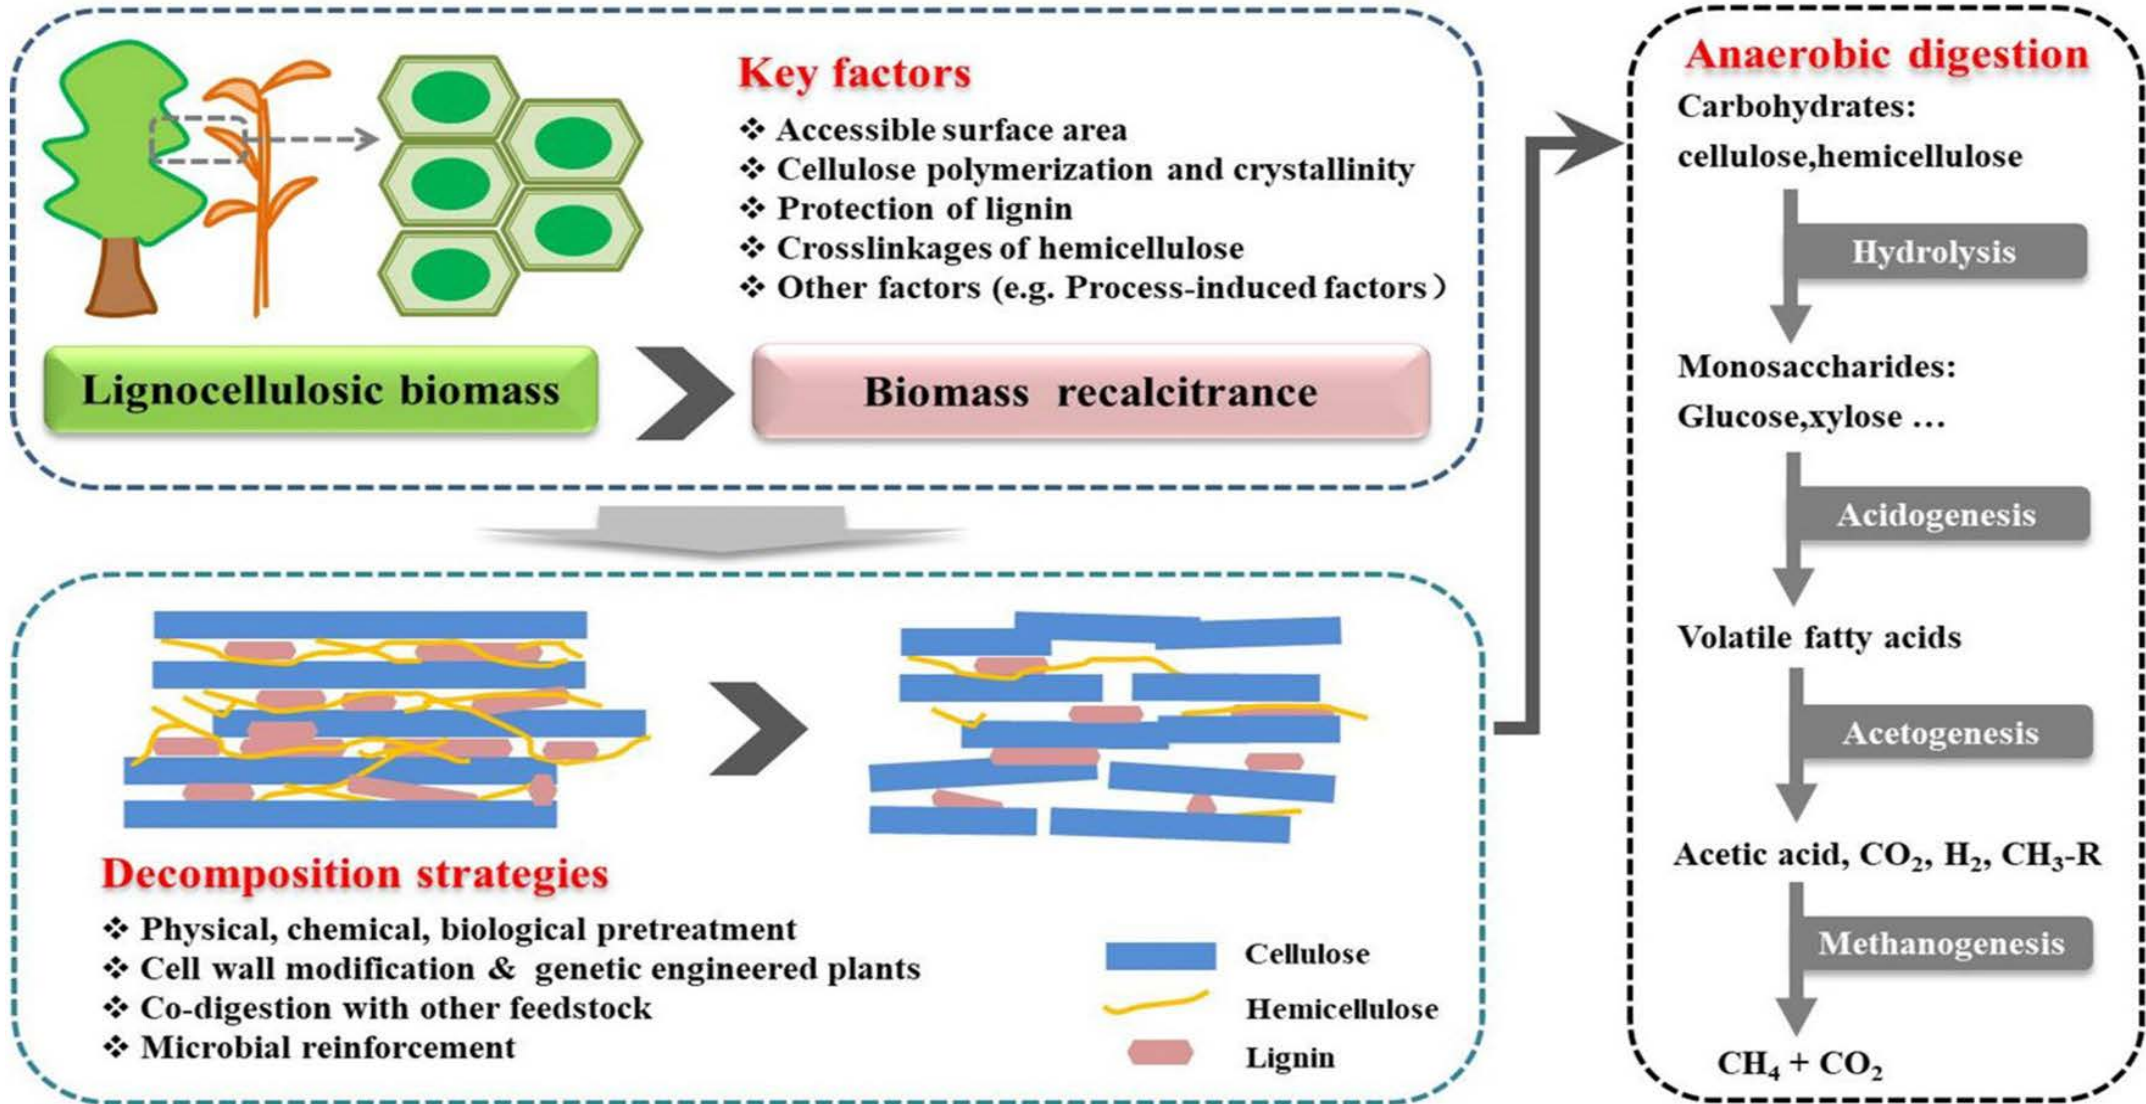 Key factors
❖ Accessible surface area
❖ Cellulose polymerization and crystallinity
❖ Protection of lignin
❖ Crosslinkages of hemicellulose
❖ Other factors (e.g. Process-induced factors）
Lignocellulosic biomass
Biomass recalcitrance
Decomposition strategies
❖ Physical, chemical, biological pretreatment
❖ Cell wall modification & genetic engineered plants
❖ Co-digestion with other feedstock
❖ Microbial reinforcement
Cellulose
Hemicellulose
Lignin
Anaerobic digestion
Carbohydrates:
cellulose,hemicellulose
Hydrolysis
Monosaccharides:
Glucose,xylose …
Acidogenesis
Volatile fatty acids
Acetogenesis
Acetic acid, CO₂, H₂, CH₃-R
Methanogenesis
CH₄ + CO₂